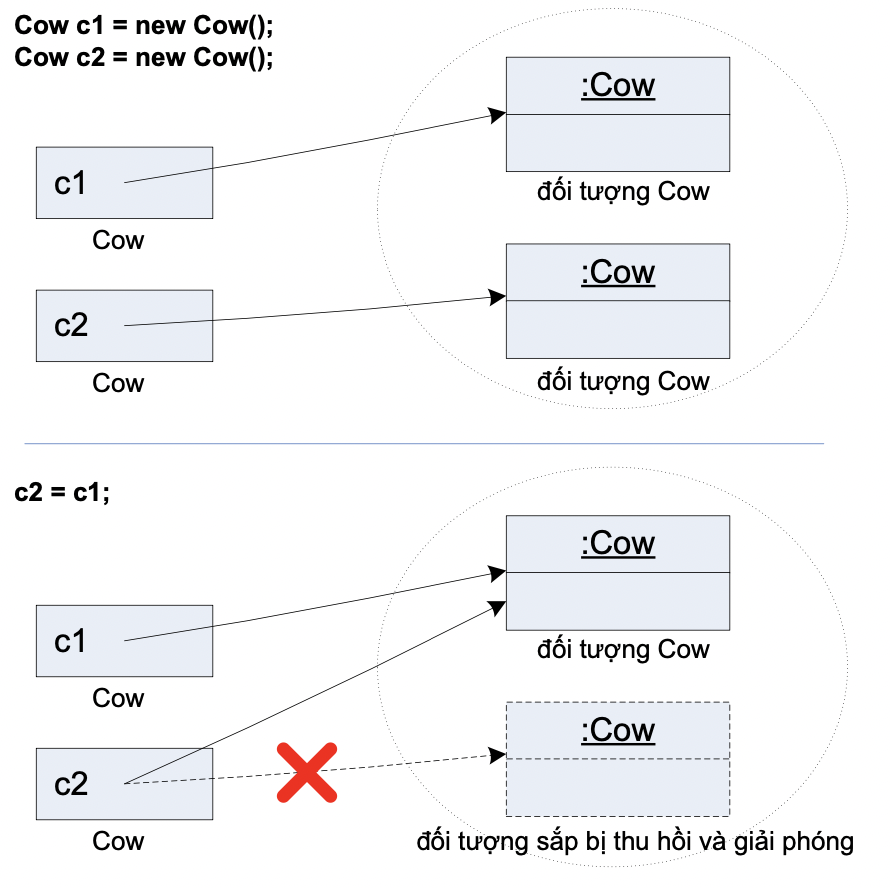 Cow c1 = new Cow();
Cow c2 = new Cow();
:Cow
c1
đối tượng Cow
Cow
:Cow
c2
đối tượng Cow
Cow
c2 = c1;
:Cow
c1
đối tượng Cow
Cow
:Cow
c2
Cow
đối tượng sắp bị thu hồi và giải phóng